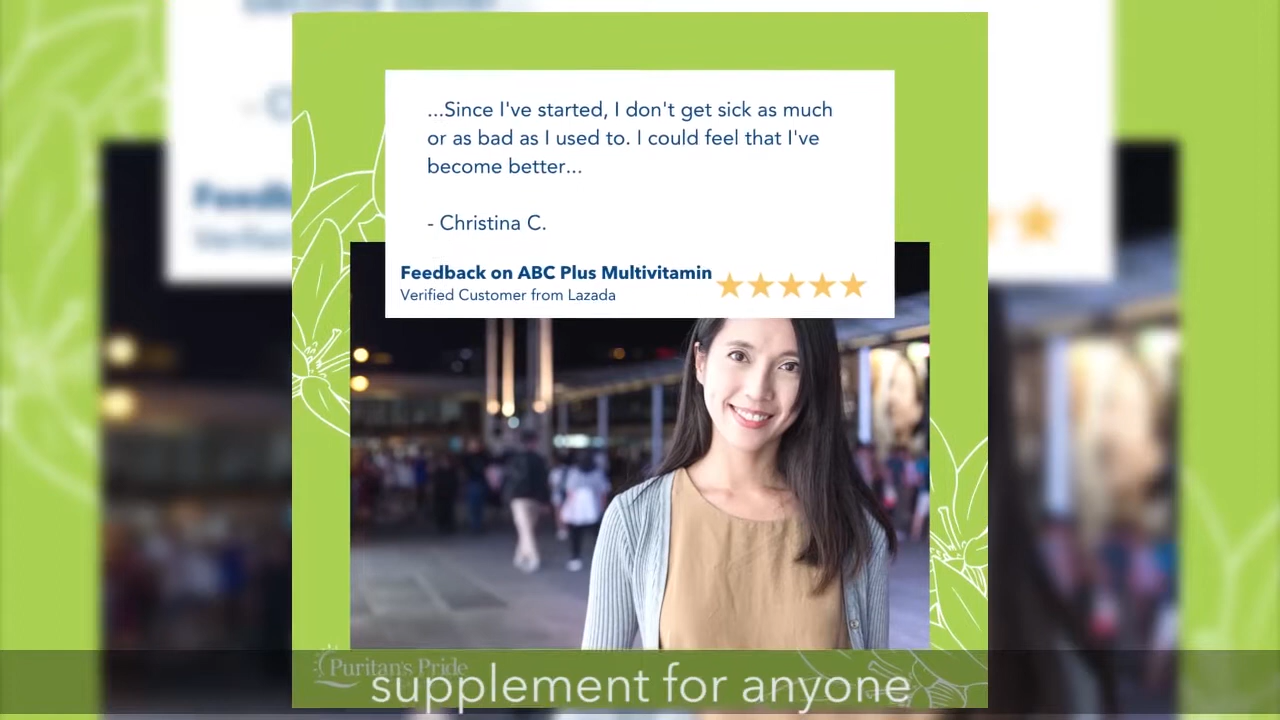 ...Since I've started, I don't get sick as much
or as bad as I used to. I could feel that I've
become better...
- Christina C.
Feedback on ABC Plus Multivitamin
Verified Customer from Lazada
Puritan's Pride
supplement for anyone